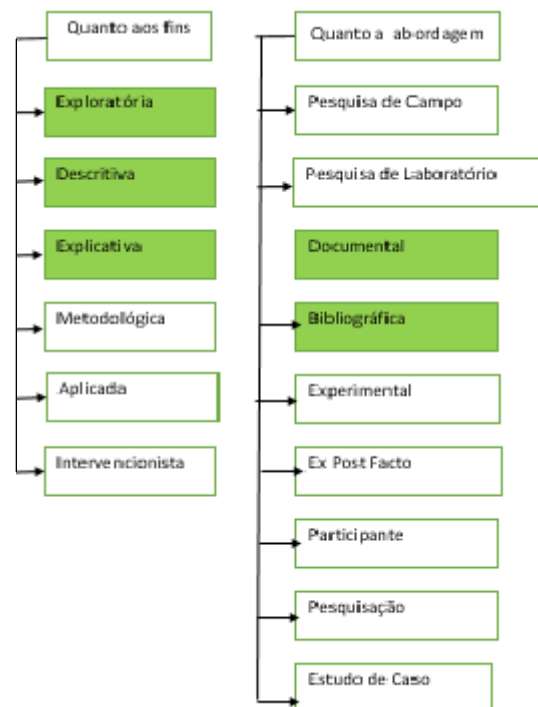 Quanto aos fins
Exploratória
Descritiva
Explicativa
Metodológica
Aplicada
Intervencionista
Quanto a abordagem
Pesquisa de Campo
Pesquisa de Laboratório
Documental
Bibliográfica
Experimental
Ex Post Facto
Participante
Pesquisação
Estudo de Caso